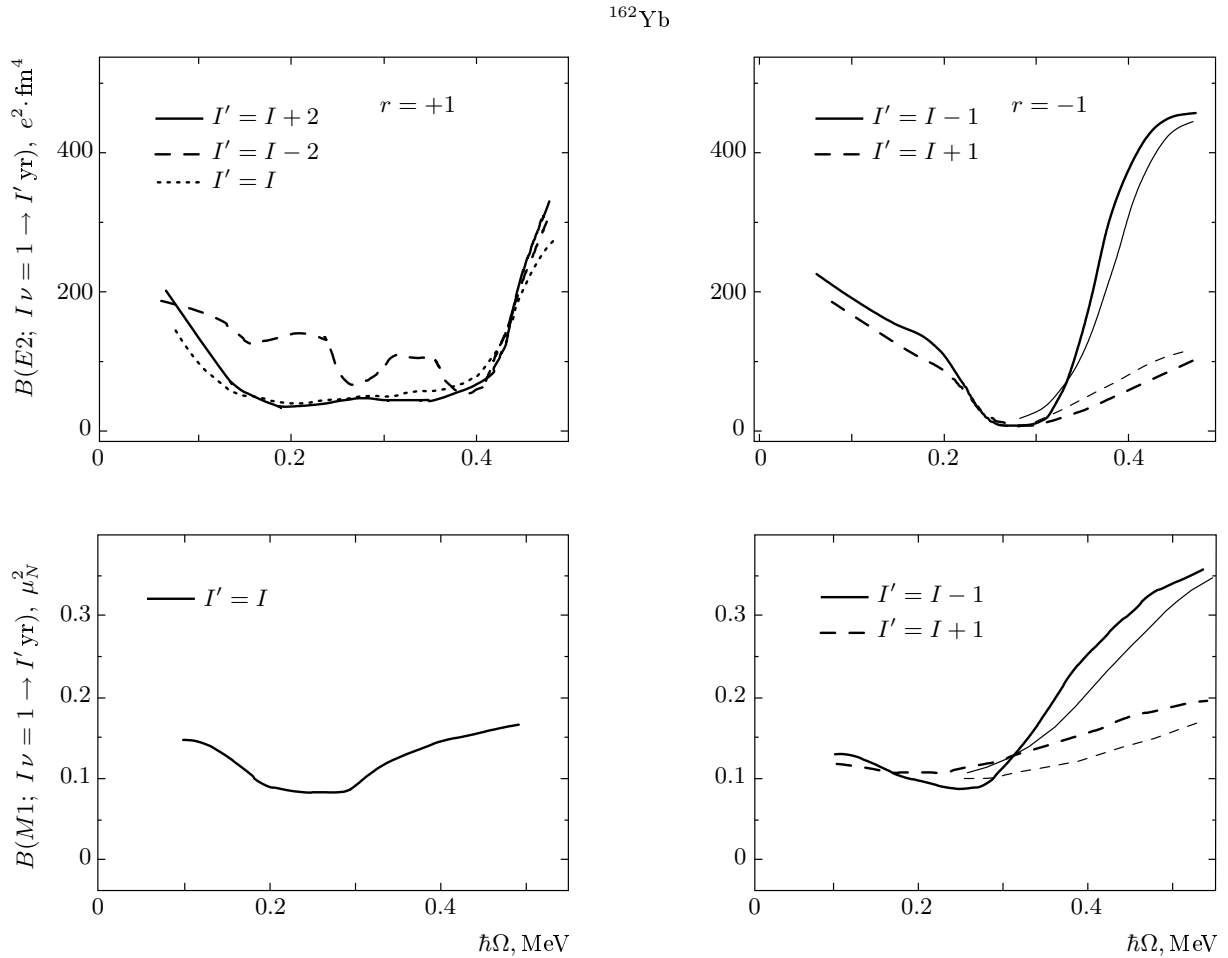 ¹⁶²Yb
B(E2; I ν = 1 → I′ yr), e²·fm⁴
I′ = I + 2
r = +1
I′ = I − 2
I′ = I
400
200
0
0 0.2 0.4
I′ = I − 1
r = −1
I′ = I + 1
400
200
0
0 0.2 0.4
B(M1; I ν = 1 → I′ yr), μ²_N
I′ = I
0.3
0.2
0.1
0
0 0.2 0.4
ħΩ, MeV
I′ = I − 1
I′ = I + 1
0.3
0.2
0.1
0
0 0.2 0.4
ħΩ, MeV